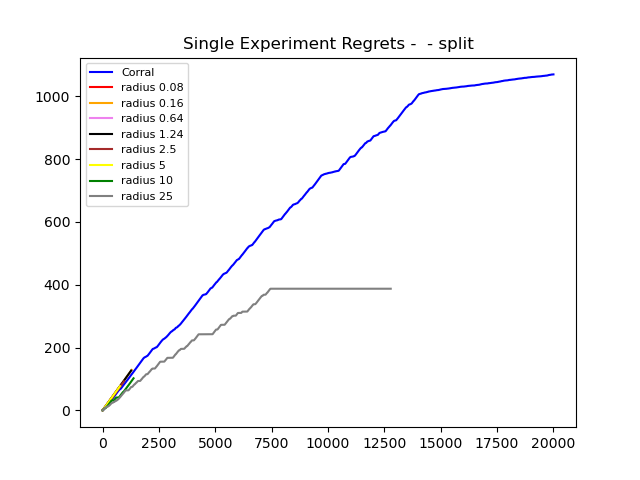 Single Experiment Regrets -  - split
Corral
radius 0.08
radius 0.16
radius 0.64
radius 1.24
radius 2.5
radius 5
radius 10
radius 25
1000
800
600
400
200
0
0 2500 5000 7500 10000 12500 15000 17500 20000